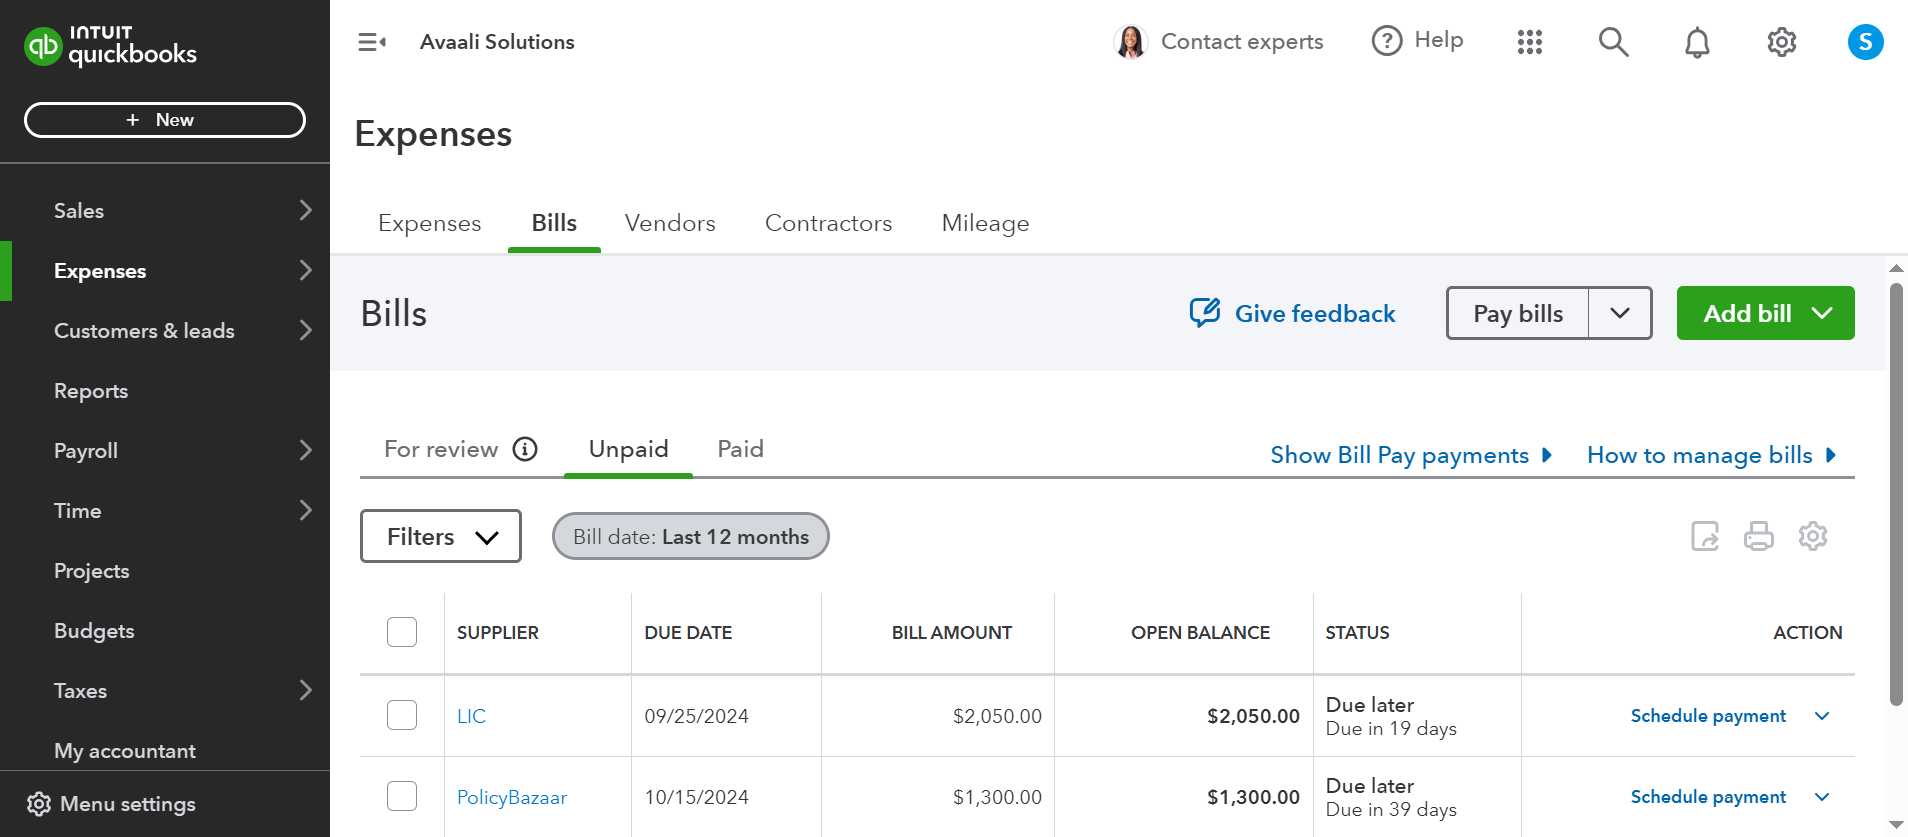 INTUIT
quickbooks
Avaali Solutions
Contact experts
? Help
S
+ New
Expenses
Sales
Expenses
Customers & leads
Reports
Payroll
Time
Projects
Budgets
Taxes
My accountant
Menu settings
Expenses Bills Vendors Contractors Mileage
Bills
Give feedback
Pay bills
Add bill
For review Unpaid Paid
Show Bill Pay payments
How to manage bills
Filters
Bill date: Last 12 months
SUPPLIER DUE DATE BILL AMOUNT OPEN BALANCE STATUS ACTION
LIC 09/25/2024 $2,050.00 $2,050.00 Due later Schedule payment
Due in 19 days
PolicyBazaar 10/15/2024 $1,300.00 $1,300.00 Due later Schedule payment
Due in 39 days